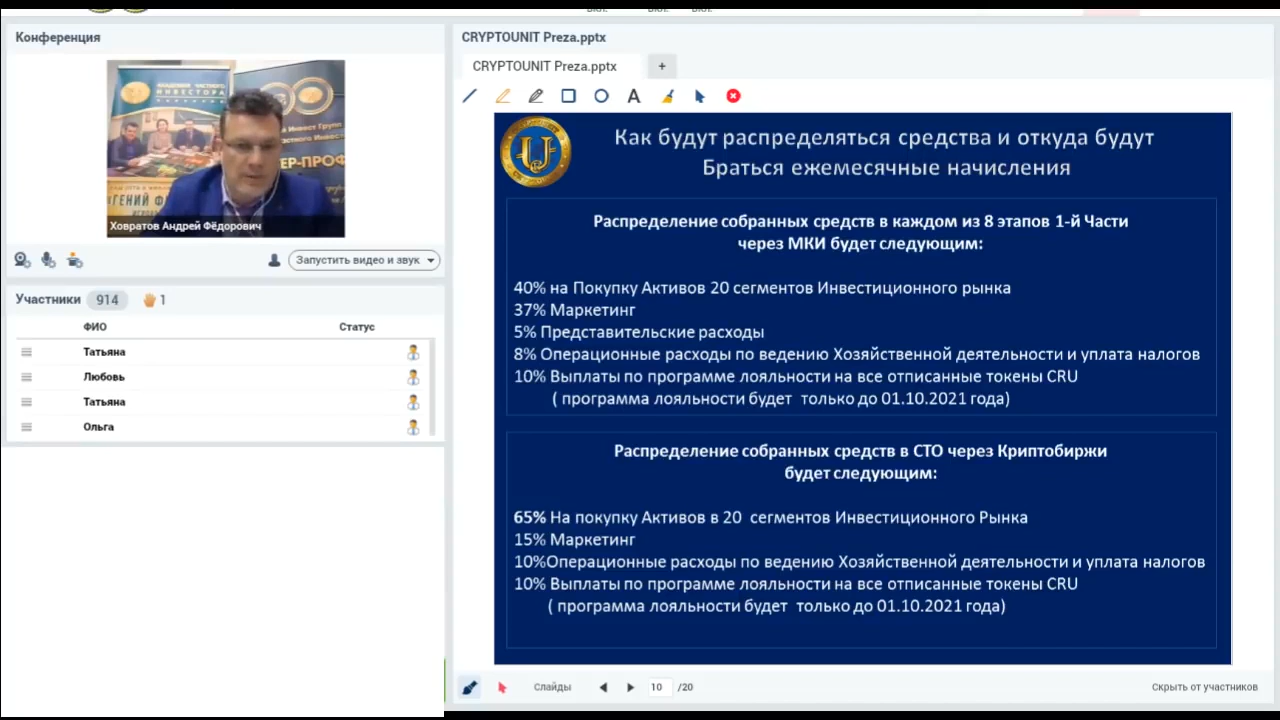 Конференция
АКАДЕМИЯ ЧАСТНОГО
ИНВЕСТОРА
Ховратов Андрей Фёдорович
Запустить видео и звук
Участники 914 1
ФИО Статус
Татьяна
Любовь
Татьяна
Ольга
CRYPTOUNIT Preza.pptx
CRYPTOUNIT Preza.pptx +
Как будут распределяться средства и откуда будут
Браться ежемесячные начисления
Распределение собранных средств в каждом из 8 этапов 1-й Части
через МКИ будет следующим:
40% на Покупку Активов 20 сегментов Инвестиционного рынка
37% Маркетинг
5% Представительские расходы
8% Операционные расходы по ведению Хозяйственной деятельности и уплата налогов
10% Выплаты по программе лояльности на все отписанные токены CRU
( программа лояльности будет только до 01.10.2021 года)
Распределение собранных средств в СТО через Криптобиржи
будет следующим:
65% На покупку Активов в 20 сегментов Инвестиционного Рынка
15% Маркетинг
10%Операционные расходы по ведению Хозяйственной деятельности и уплата налогов
10% Выплаты по программе лояльности на все отписанные токены CRU
( программа лояльности будет только до 01.10.2021 года)
Слайды 10 /20 Скрыть от участников